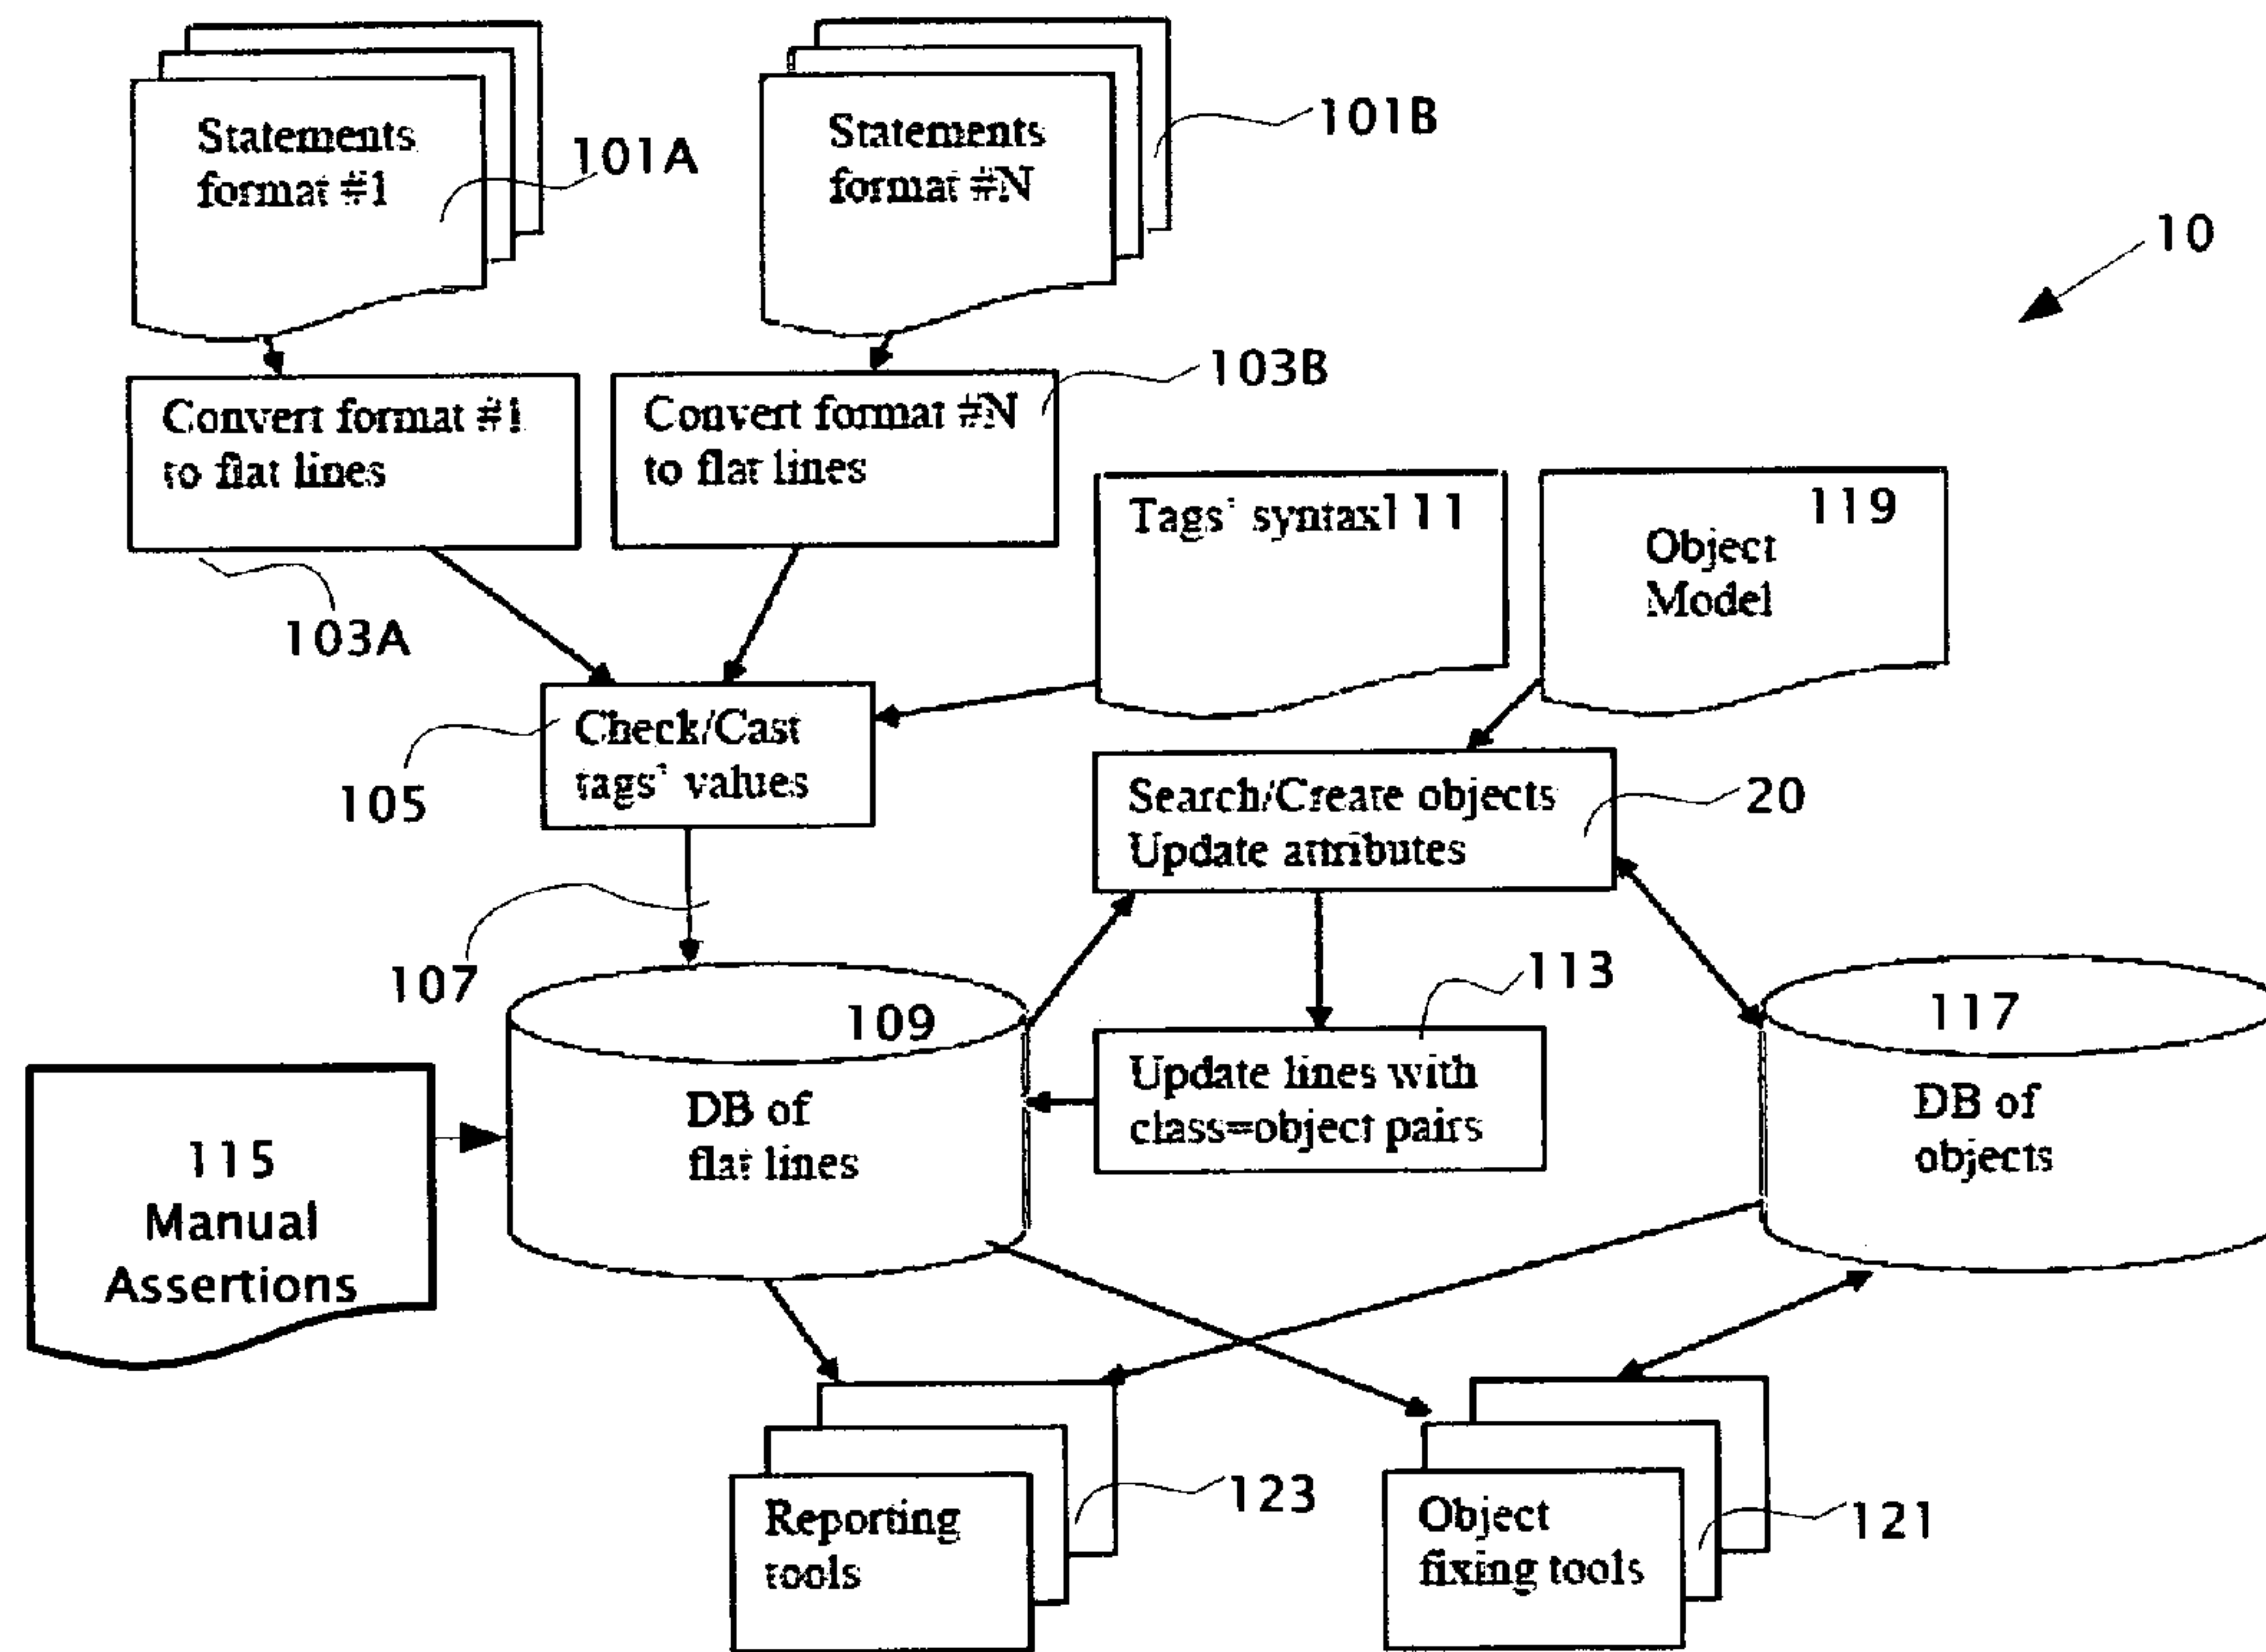 Statements
format #1
101A
Statements
format #N
101B
10
Convert format #1
to flat lines
103A
Convert format #N
to flat lines
103B
Tags' syntax111
119
Object
Model
Check/Cast
tags' values
105
Search/Create objects
Update attributes
20
107
109
DB of
flat lines
113
Update lines with
class=object pairs
117
DB of
objects
115
Manual
Assertions
Reporting
tools
123
Object
fixing tools
121